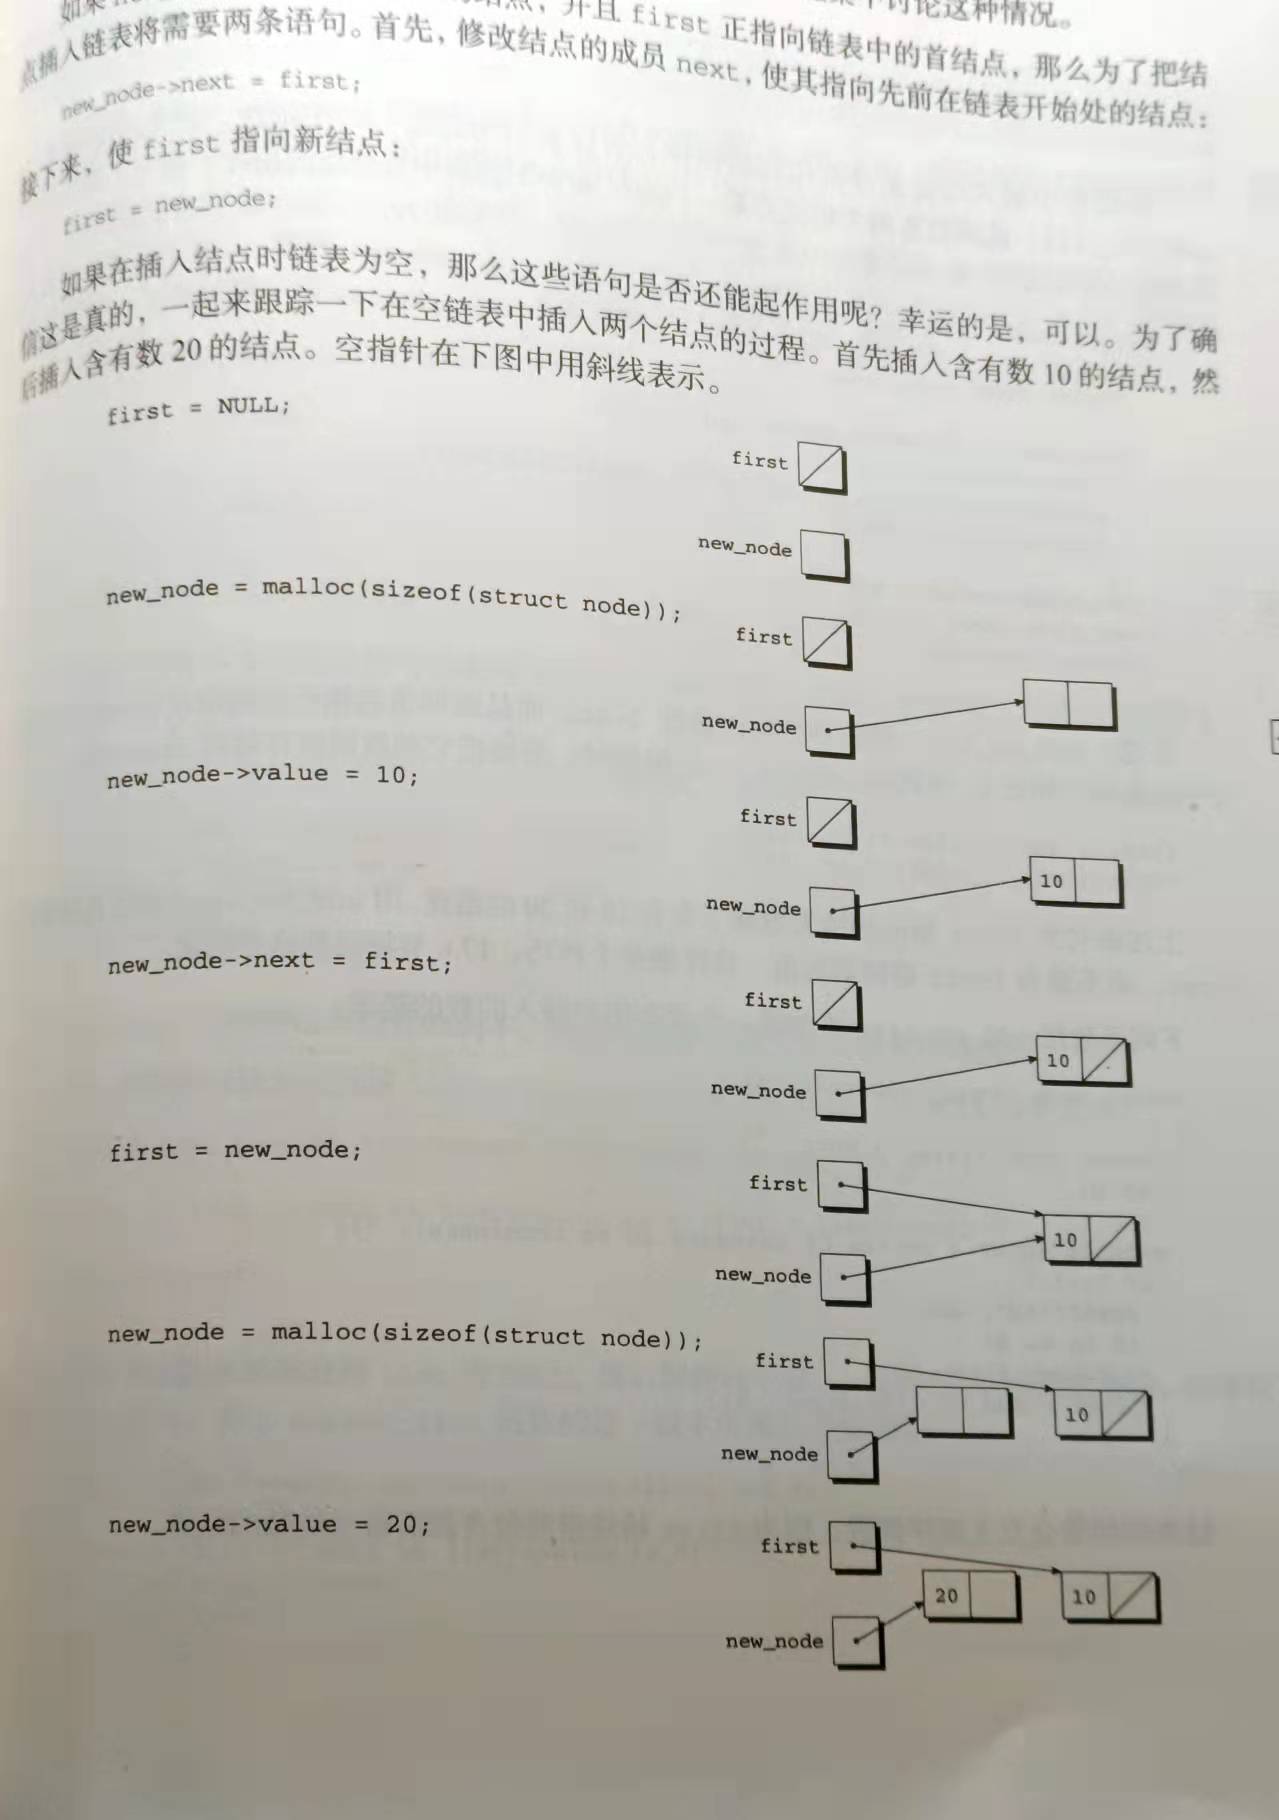 如果
并且 first 正指向链表中的首结点，那么为了把结
讨论这种情况。
点插入链表将需要两条语句。首先，修改结点的成员 next，使其指向先前在链表开始处的结点：
new_node->next = first;
接下来，使 first 指向新结点：
first = new_node;
如果在插入结点时链表为空，那么这些语句是否还能起作用呢？幸运的是，可以。为了确
信这是真的，一起来跟踪一下在空链表中插入两个结点的过程。首先插入含有数 10 的结点，然
后插入含有数 20 的结点。空指针在下图中用斜线表示。
first = NULL;
first
new_node
new_node = malloc(sizeof(struct node));
first
new_node
new_node->value = 10;
first
10
new_node
new_node->next = first;
first
10
new_node
first = new_node;
first
10
new_node
new_node = malloc(sizeof(struct node));
first
10
new_node
new_node->value = 20;
first
20
10
new_node